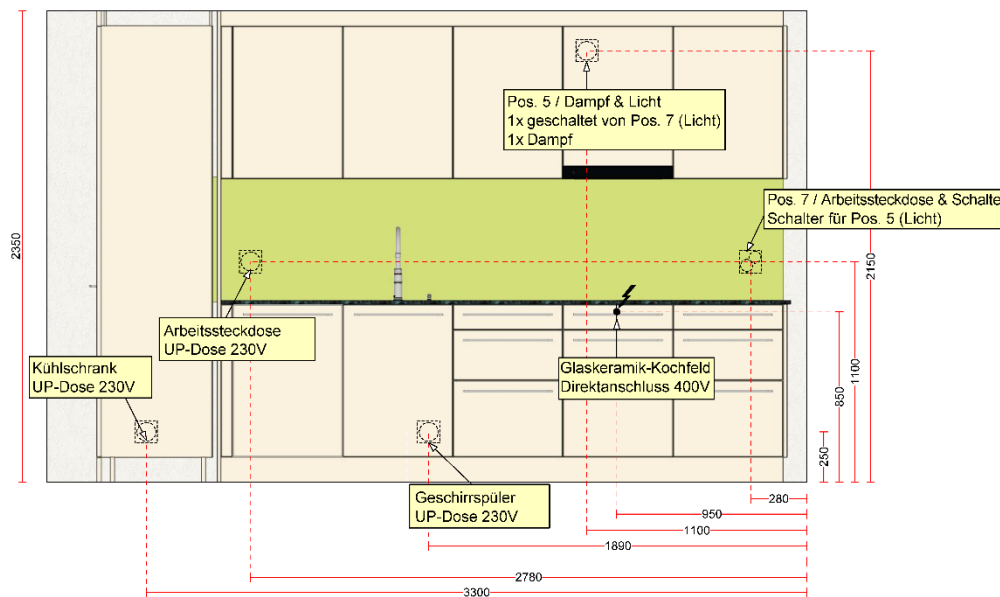 Pos. 5 / Dampf & Licht
1x geschaltet von Pos. 7 (Licht)
1x Dampf
Pos. 7 / Arbeitssteckdose & Schalte
Schalter für Pos. 5 (Licht)
2350
2150
Arbeitssteckdose
UP-Dose 230V
Kühlschrank
UP-Dose 230V
Glaskeramik-Kochfeld
Direktanschluss 400V
1100
850
250
Geschirrspüler
UP-Dose 230V
280
950
1100
1890
2780
3300